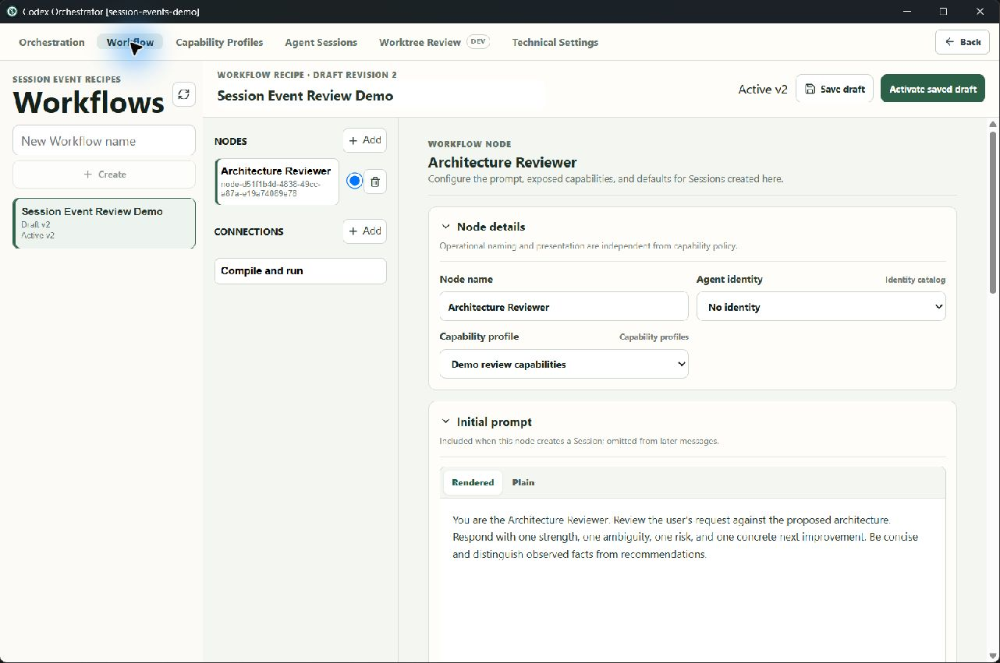 Codex Orchestrator [session-events-demo]
Orchestration
Workflow
Capability Profiles
Agent Sessions
Worktree Review
DEV
Technical Settings
Back
SESSION EVENT RECIPES
Workflows
New Workflow name
+ Create
Session Event Review Demo
Draft v2
Active v2
WORKFLOW RECIPE · DRAFT REVISION 2
Session Event Review Demo
Active v2
Save draft
Activate saved draft
NODES
+ Add
Architecture Reviewer
node-d51f1b4d-4838-49cc-
a87a-e19a74089e78
CONNECTIONS
+ Add
Compile and run
WORKFLOW NODE
Architecture Reviewer
Configure the prompt, exposed capabilities, and defaults for Sessions created here.
Node details
Operational naming and presentation are independent from capability policy.
Node name
Agent identity
Identity catalog
Architecture Reviewer
No identity
Capability profile
Capability profiles
Demo review capabilities
Initial prompt
Included when this node creates a Session; omitted from later messages.
Rendered
Plain
You are the Architecture Reviewer. Review the user's request against the proposed architecture.
Respond with one strength, one ambiguity, one risk, and one concrete next improvement. Be concise
and distinguish observed facts from recommendations.